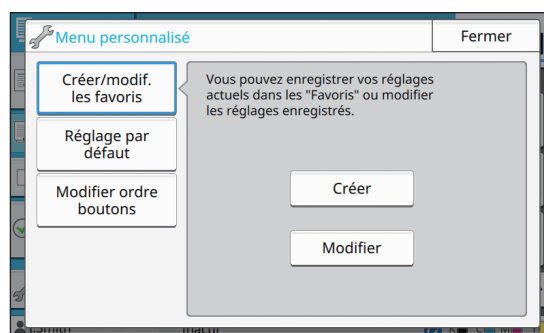 Menu personnalisé
Fermer
Créer/modif.
les favoris
Réglage par
défaut
Modifier ordre
boutons
Vous pouvez enregistrer vos réglages
actuels dans les "Favoris" ou modifier
les réglages enregistrés.
Créer
Modifier